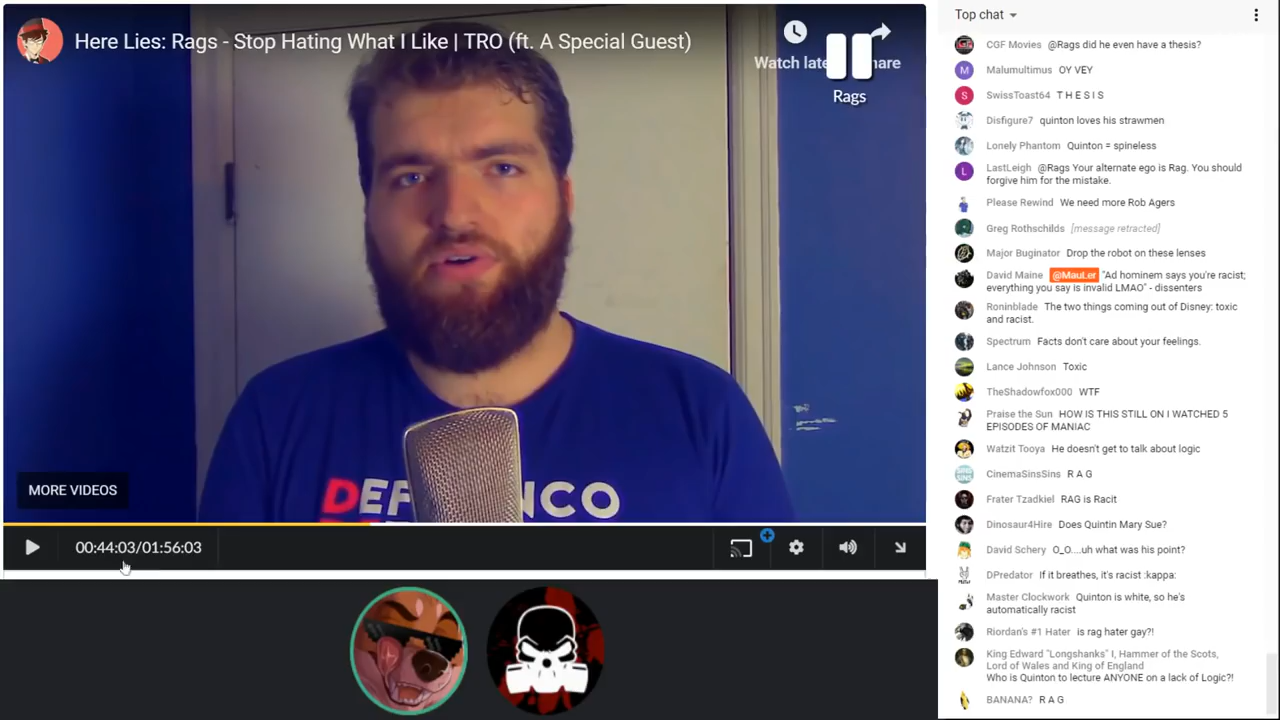 Here Lies: Rags - Stop Hating What I Like | TRO (ft. A Special Guest)
Watch late
hare
Rags
DEF
NCO
MORE VIDEOS
00:44:03/01:56:03
Top chat
CGF Movies @Rags did he even have a thesis?
M Malumultimus OY VEY
S SwissToast64 T H E S I S
Disfigure7 quinton loves his strawmen
Lonely Phantom Quinton = spineless
L LastLeigh @Rags Your alternate ego is Rag. You should
forgive him for the mistake.
Please Rewind We need more Rob Agers
Greg Rothschilds [message retracted]
Major Buginator Drop the robot on these lenses
David Maine @MauLer "Ad hominem says you're racist;
everything you say is invalid LMAO" - dissenters
Roninblade The two things coming out of Disney: toxic
and racist.
Spectrum Facts don't care about your feelings.
Lance Johnson Toxic
TheShadowfox000 WTF
Praise the Sun HOW IS THIS STILL ON I WATCHED 5
EPISODES OF MANIAC
Watzit Tooya He doesn't get to talk about logic
CinemaSinsSins R A G
Frater Tzadkiel RAG is Racit
Dinosaur4Hire Does Quintin Mary Sue?
David Schery O_O....uh what was his point?
DPredator If it breathes, it's racist :kappa:
Master Clockwork Quinton is white, so he's
automatically racist
Riordan's #1 Hater is rag hater gay?!
King Edward "Longshanks" I, Hammer of the Scots,
Lord of Wales and King of England
Who is Quinton to lecture ANYONE on a lack of Logic?!
BANANA? R A G